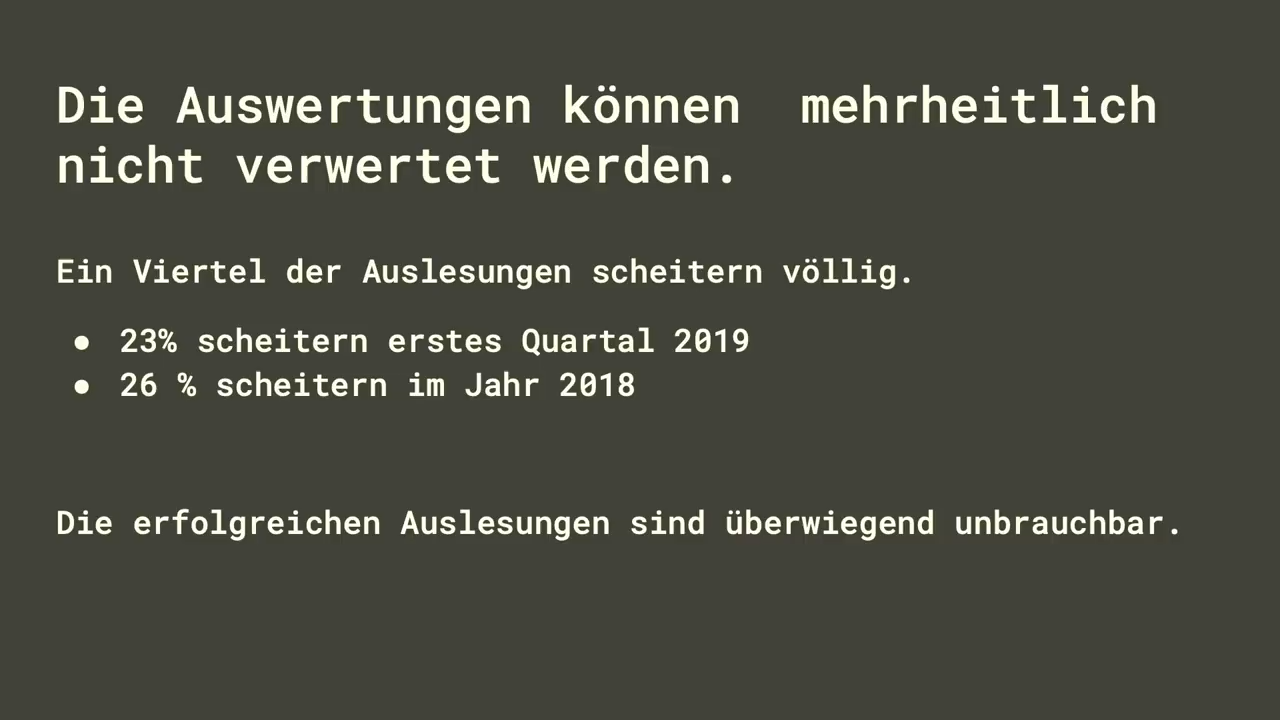 Die Auswertungen können  mehrheitlich
nicht verwertet werden.
Ein Viertel der Auslesungen scheitern völlig.
● 23% scheitern erstes Quartal 2019
● 26 % scheitern im Jahr 2018
Die erfolgreichen Auslesungen sind überwiegend unbrauchbar.